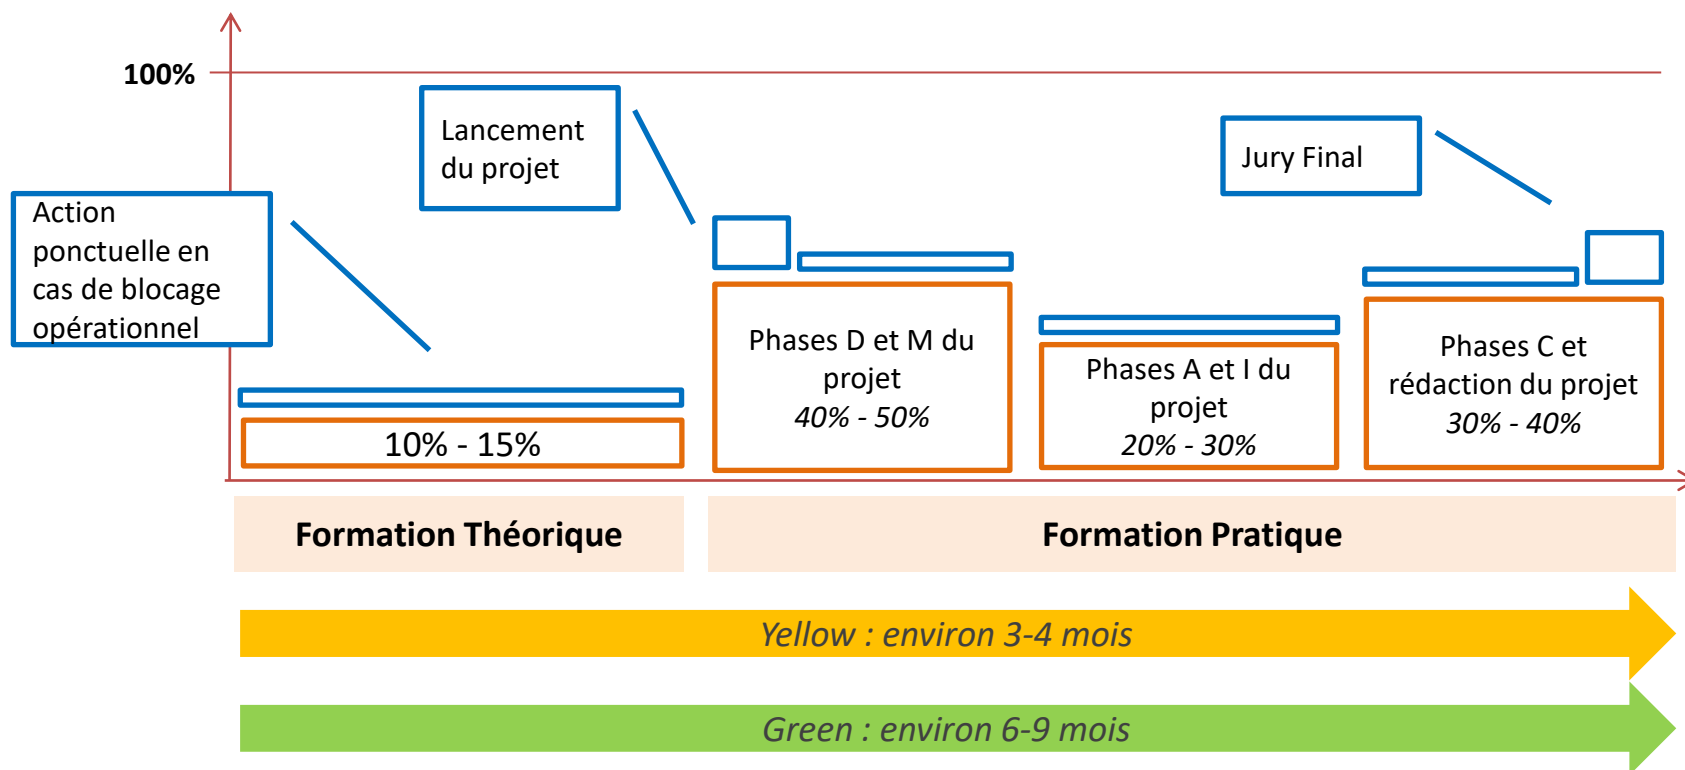 100%
Lancement
du projet
Jury Final
Action
ponctuelle en
cas de blocage
opérationnel
Phases D et M du
projet
40% - 50%
Phases A et I du
projet
20% - 30%
Phases C et
rédaction du projet
30% - 40%
10% - 15%
Formation Théorique
Formation Pratique
Yellow : environ 3-4 mois
Green : environ 6-9 mois